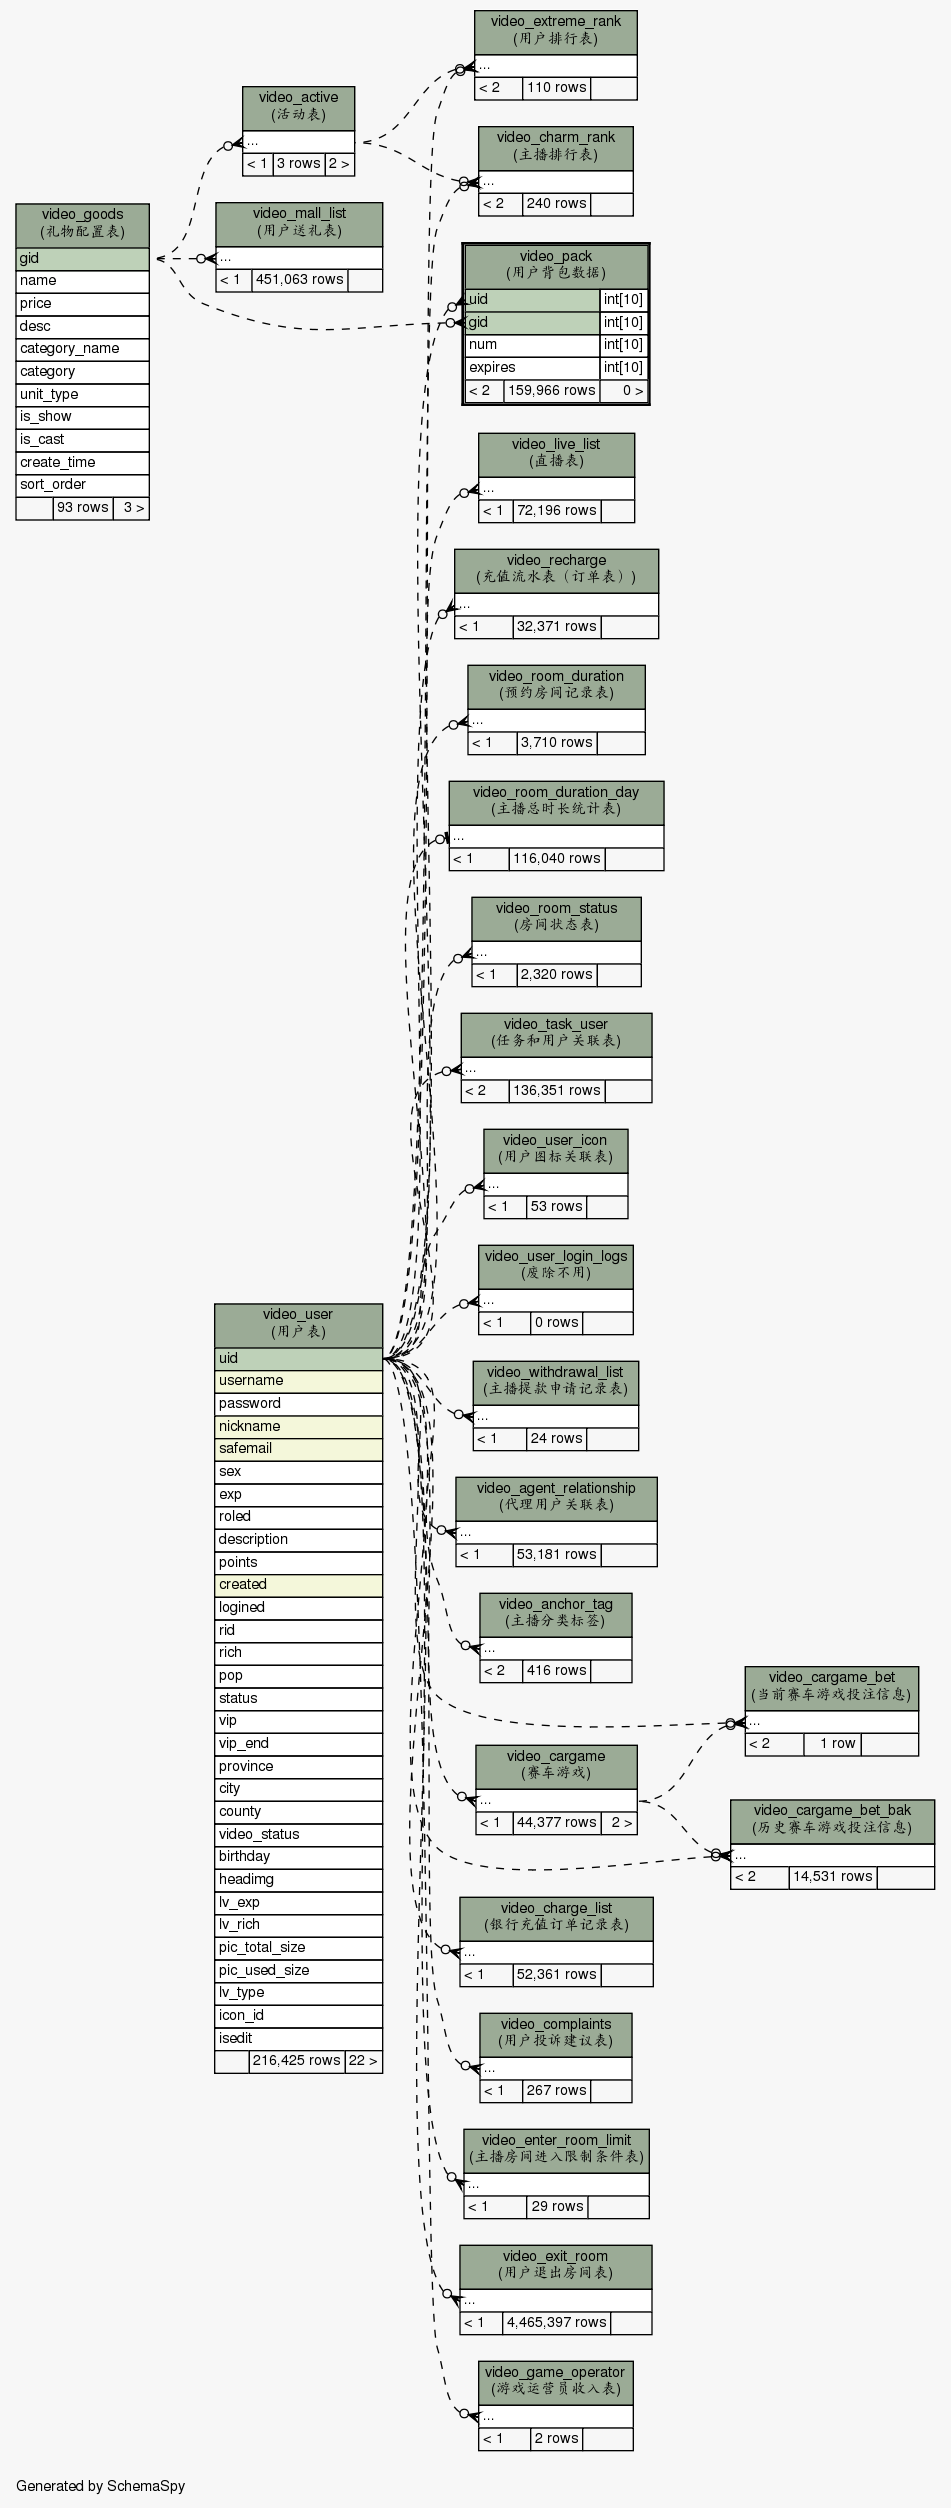 video_extreme_rank
(用户排行表)
...
< 2 110 rows
video_active
(活动表)
...
< 1 3 rows 2 >
video_charm_rank
(主播排行表)
...
< 2 240 rows
video_goods
(礼物配置表)
gid
name
price
desc
category_name
category
unit_type
is_show
is_cast
create_time
sort_order
93 rows 3 >
video_mall_list
(用户送礼表)
...
< 1 451,063 rows
video_pack
(用户背包数据)
uid int[10]
gid int[10]
num int[10]
expires int[10]
< 2 159,966 rows 0 >
video_live_list
(直播表)
...
< 1 72,196 rows
video_recharge
(充值流水表（订单表）)
...
< 1 32,371 rows
video_room_duration
(预约房间记录表)
...
< 1 3,710 rows
video_room_duration_day
(主播总时长统计表)
...
< 1 116,040 rows
video_room_status
(房间状态表)
...
< 1 2,320 rows
video_task_user
(任务和用户关联表)
...
< 2 136,351 rows
video_user_icon
(用户图标关联表)
...
< 1 53 rows
video_user_login_logs
(废除不用)
...
< 1 0 rows
video_user
(用户表)
uid
username
password
nickname
safemail
sex
exp
roled
description
points
created
logined
rid
rich
pop
status
vip
vip_end
province
city
county
video_status
birthday
headimg
lv_exp
lv_rich
pic_total_size
pic_used_size
lv_type
icon_id
isedit
216,425 rows 22 >
video_withdrawal_list
(主播提款申请记录表)
...
< 1 24 rows
video_agent_relationship
(代理用户关联表)
...
< 1 53,181 rows
video_anchor_tag
(主播分类标签)
...
< 2 416 rows
video_cargame_bet
(当前赛车游戏投注信息)
...
< 2 1 row
video_cargame
(赛车游戏)
...
< 1 44,377 rows 2 >
video_cargame_bet_bak
(历史赛车游戏投注信息)
...
< 2 14,531 rows
video_charge_list
(银行充值订单记录表)
...
< 1 52,361 rows
video_complaints
(用户投诉建议表)
...
< 1 267 rows
video_enter_room_limit
(主播房间进入限制条件表)
...
< 1 29 rows
video_exit_room
(用户退出房间表)
...
< 1 4,465,397 rows
video_game_operator
(游戏运营员收入表)
...
< 1 2 rows
Generated by SchemaSpy